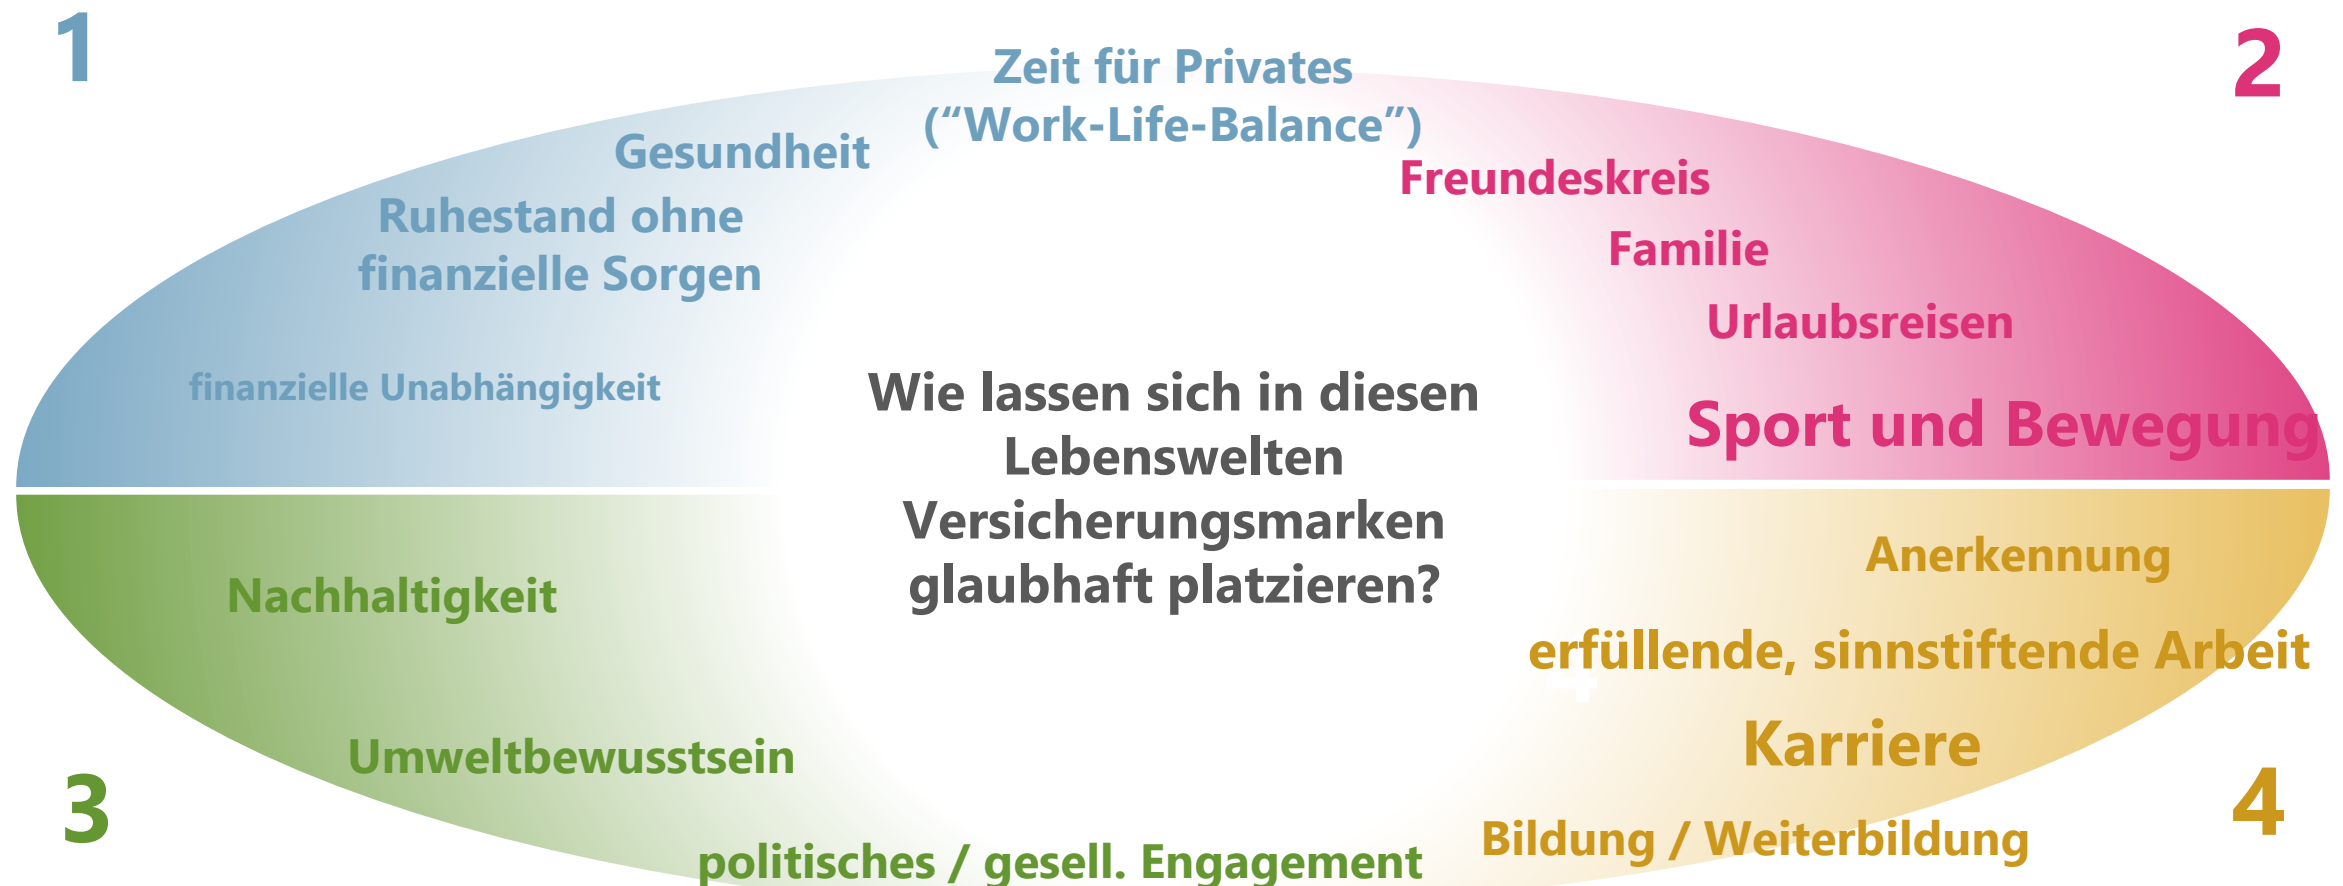 1
2
Zeit für Privates
(“Work-Life-Balance”)
Gesundheit
Ruhestand ohne
finanzielle Sorgen
finanzielle Unabhängigkeit
Freundeskreis
Familie
Urlaubsreisen
Sport und Bewegung
Wie lassen sich in diesen
Lebenswelten
Versicherungsmarken
glaubhaft platzieren?
Nachhaltigkeit
Umweltbewusstsein
politisches / gesell. Engagement
3
Anerkennung
erfüllende, sinnstiftende Arbeit
Karriere
Bildung / Weiterbildung
4